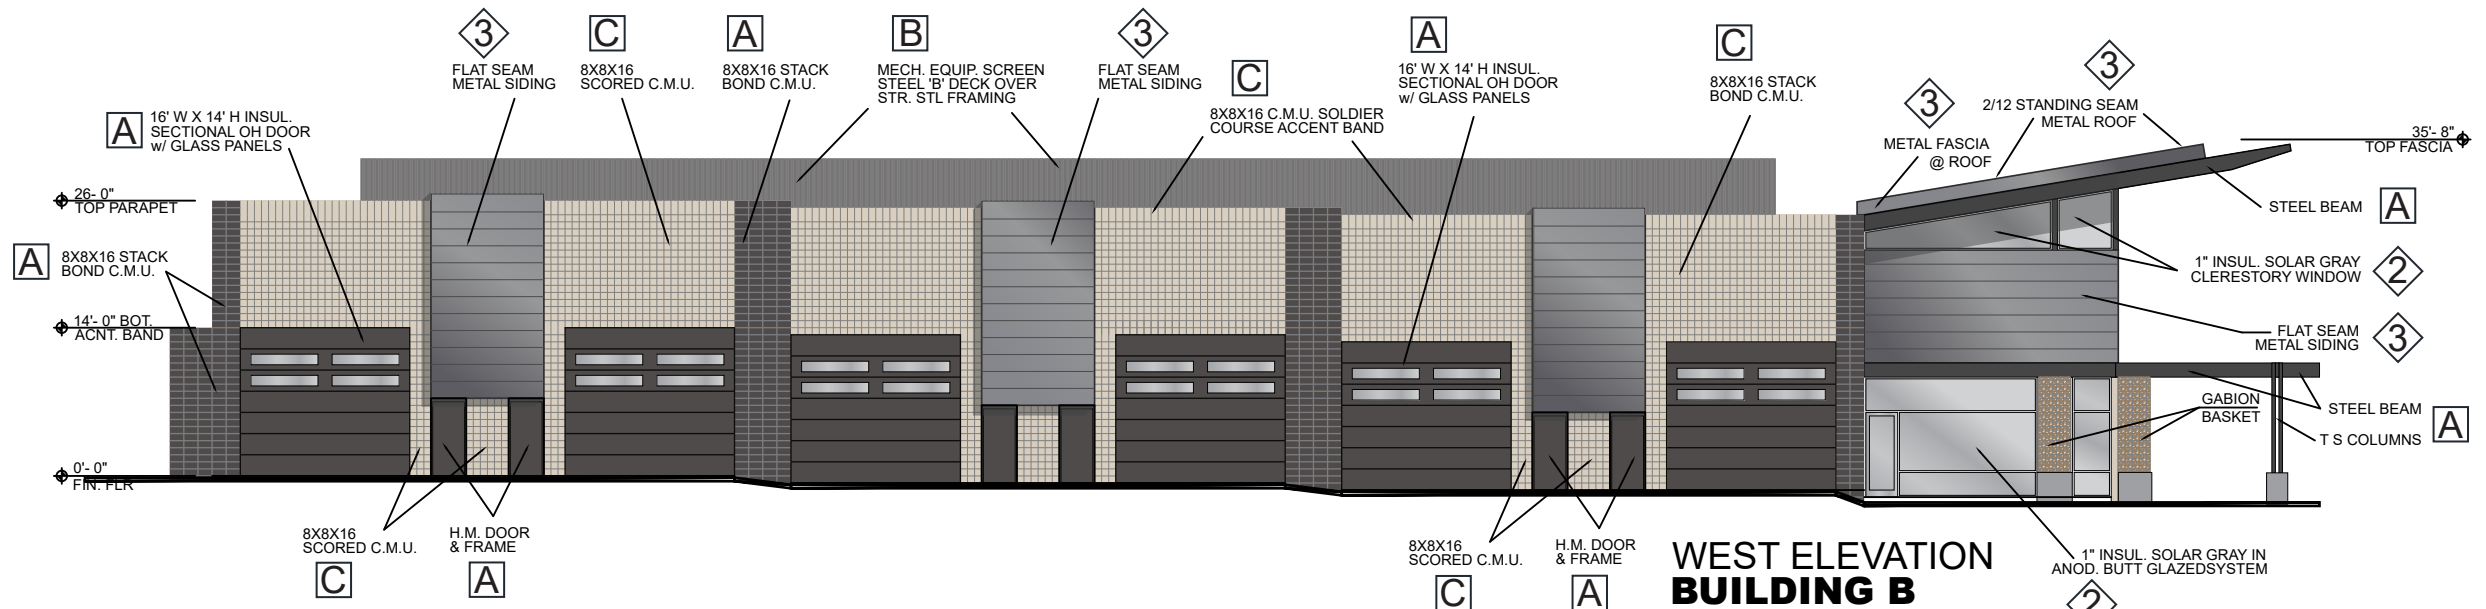 3
FLAT SEAM
METAL SIDING
C
8X8X16
SCORED C.M.U.
A
8X8X16 STACK
BOND C.M.U.
B
MECH. EQUIP. SCREEN
STEEL 'B' DECK OVER
STR. STL FRAMING
3
FLAT SEAM
METAL SIDING
C
8X8X16 C.M.U. SOLDIER
COURSE ACCENT BAND
A
16' W X 14' H INSUL.
SECTIONAL OH DOOR
w/ GLASS PANELS
C
8X8X16 STACK
BOND C.M.U.
3
2/12 STANDING SEAM
METAL ROOF
3
METAL FASCIA
@ ROOF
35'- 8"
TOP FASCIA
A
16' W X 14' H INSUL.
SECTIONAL OH DOOR
w/ GLASS PANELS
26- 0"
TOP PARAPET
STEEL BEAM
A
A
8X8X16 STACK
BOND C.M.U.
1" INSUL. SOLAR GRAY
CLERESTORY WINDOW
2
14'- 0" BOT.
ACNT. BAND
FLAT SEAM
METAL SIDING
3
GABION
BASKET
STEEL BEAM
A
T S COLUMNS
0'- 0"
FIN. FLR
8X8X16
SCORED C.M.U.
C
H.M. DOOR
& FRAME
A
8X8X16
SCORED C.M.U.
C
H.M. DOOR
& FRAME
A
WEST ELEVATION
BUILDING B
1" INSUL. SOLAR GRAY IN
ANOD. BUTT GLAZEDSYSTEM
2